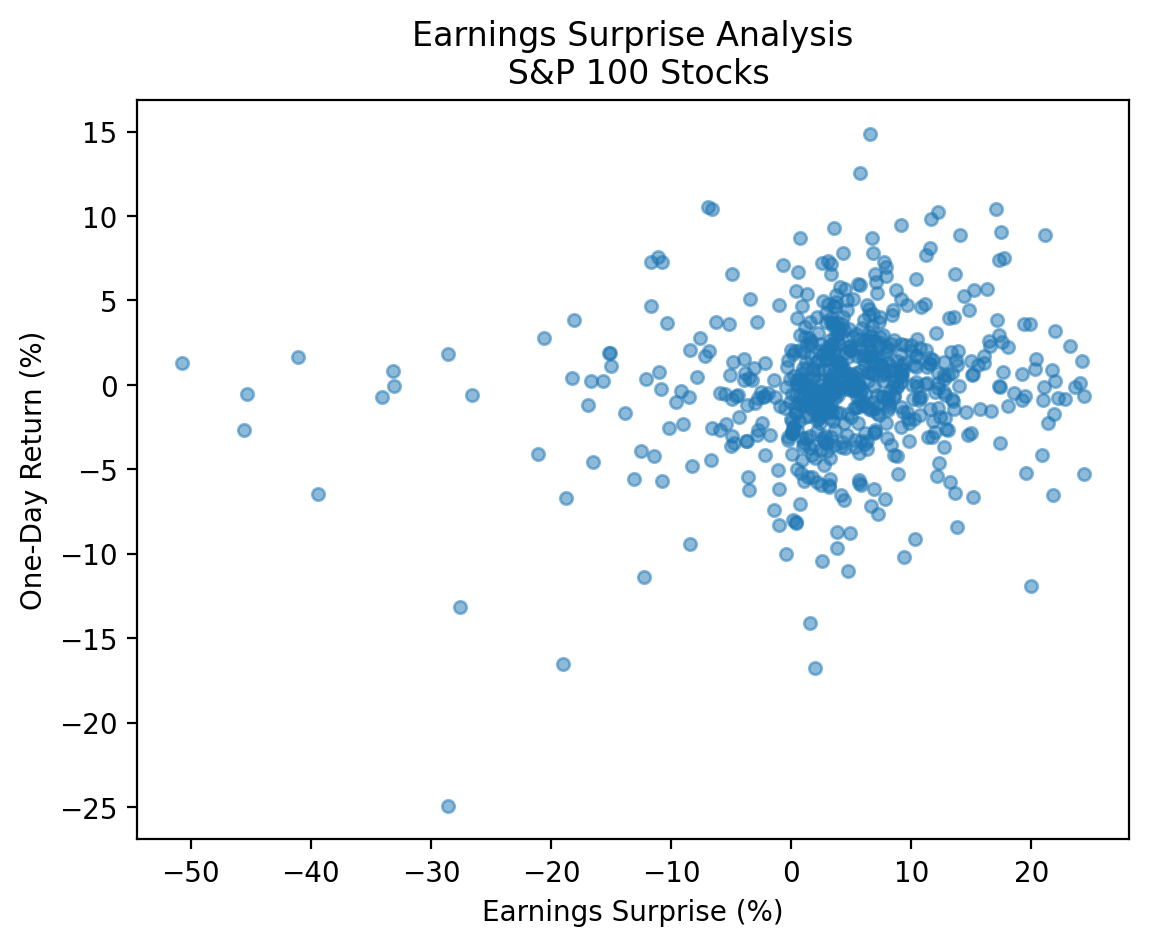 Earnings Surprise Analysis
S&P 100 Stocks
15
10
5
0
−5
−10
−15
−20
−25
One-Day Return (%)
−50 −40 −30 −20 −10 0 10 20
Earnings Surprise (%)